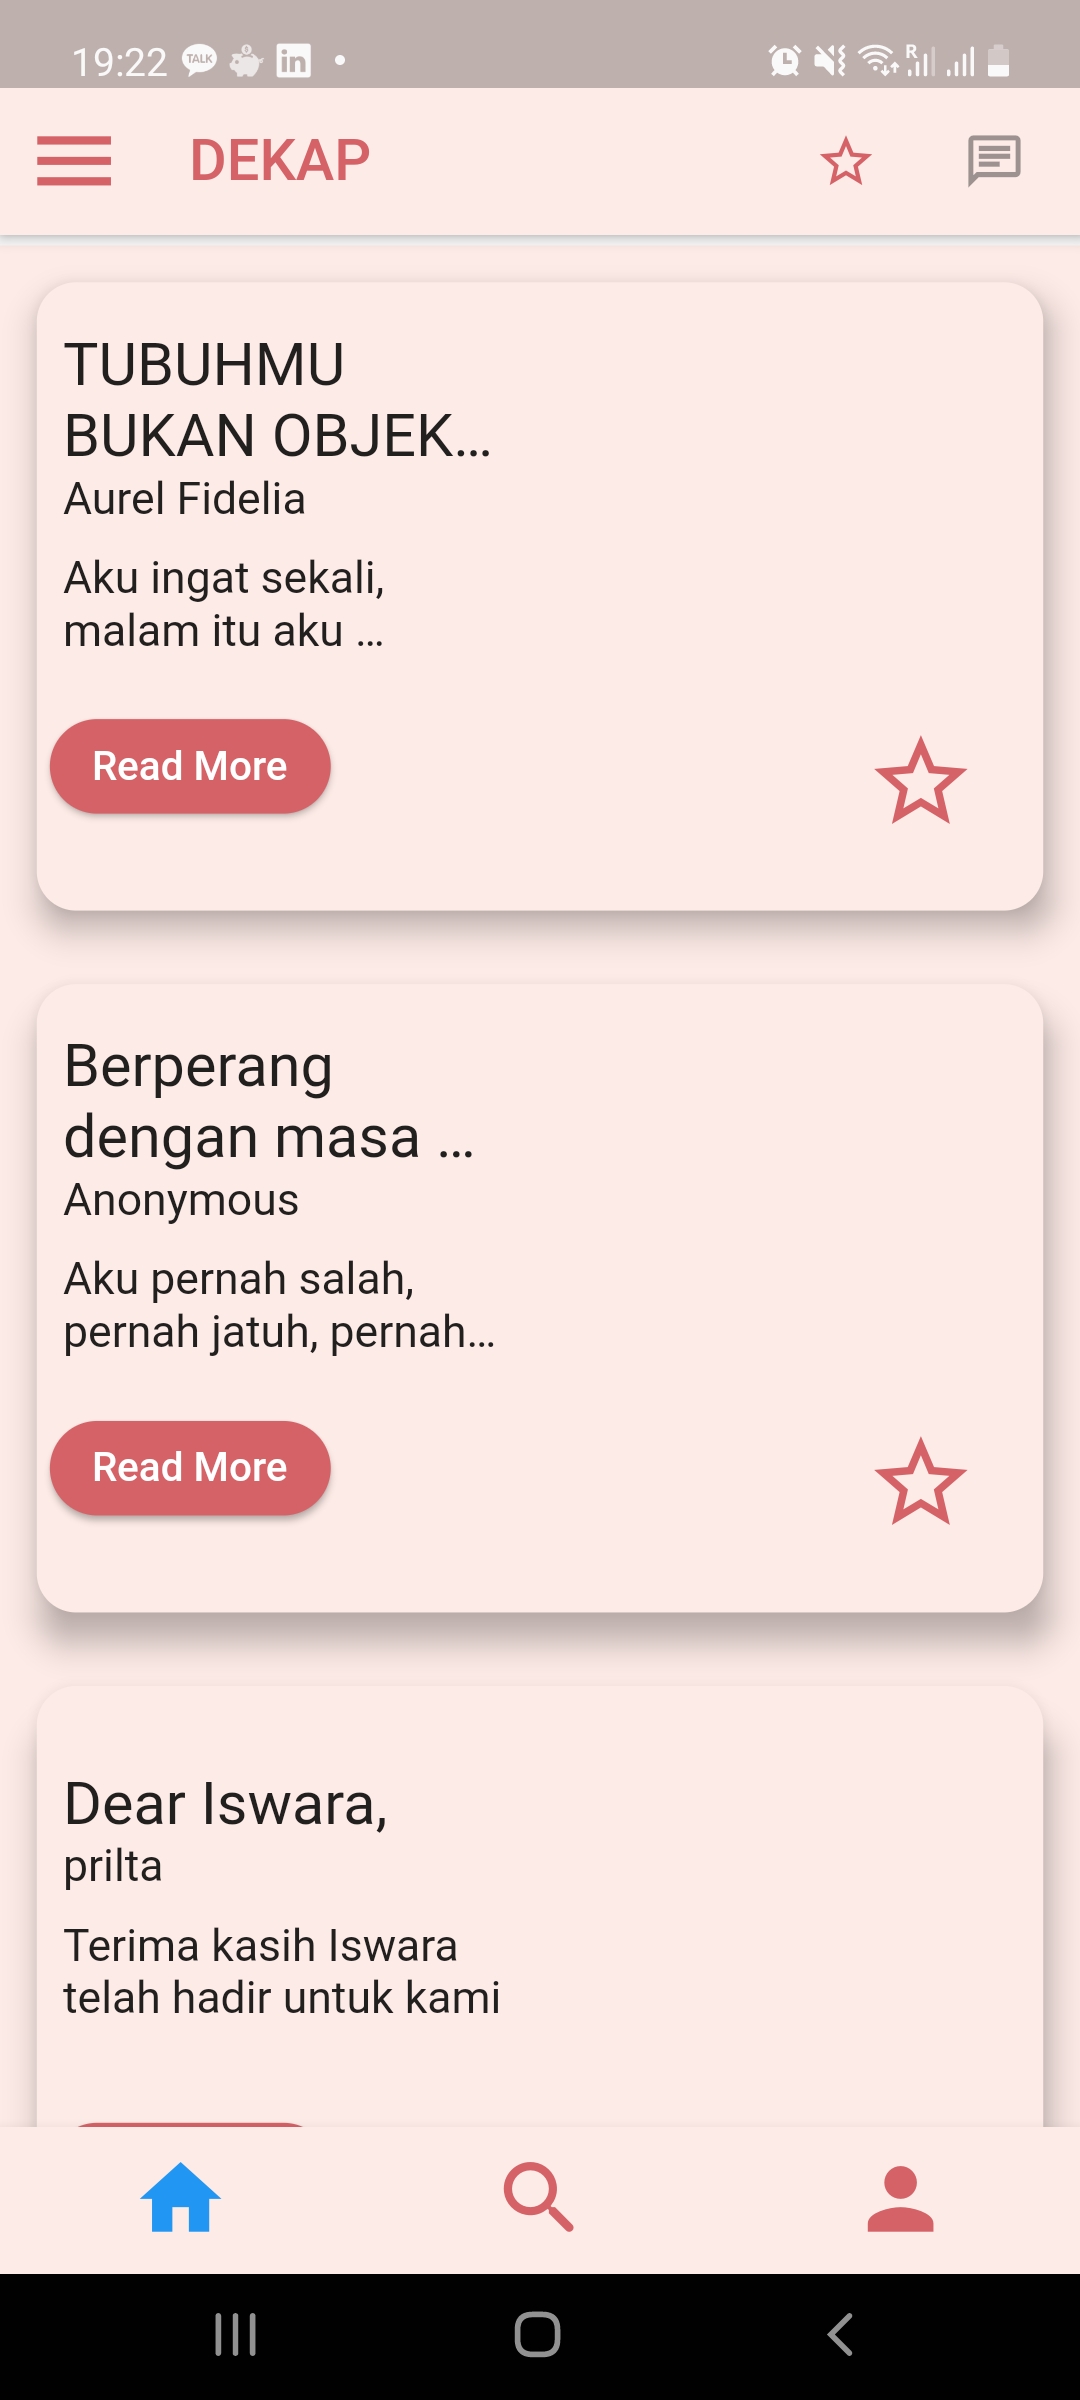 19:22
TALK
in
R
DEKAP
TUBUHMU
BUKAN OBJEK...
Aurel Fidelia
Aku ingat sekali,
malam itu aku ...
Read More
Berperang
dengan masa ...
Anonymous
Aku pernah salah,
pernah jatuh, pernah...
Read More
Dear Iswara,
prilta
Terima kasih Iswara
telah hadir untuk kami